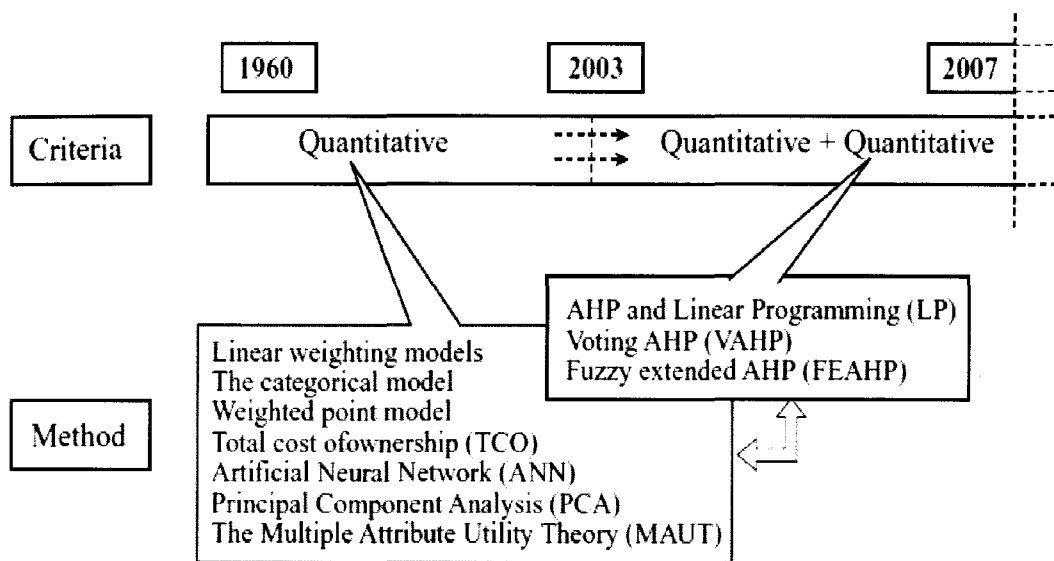 1960
2003
2007
Criteria
Quantitative
Quantitative + Quantitative
AHP and Linear Programming (LP)
Voting AHP (VAHP)
Fuzzy extended AHP (FEAHP)
Method
Linear weighting models
The categorical model
Weighted point model
Total cost ofownership (TCO)
Artificial Neural Network (ANN)
Principal Component Analysis (PCA)
The Multiple Attribute Utility Theory (MAUT)